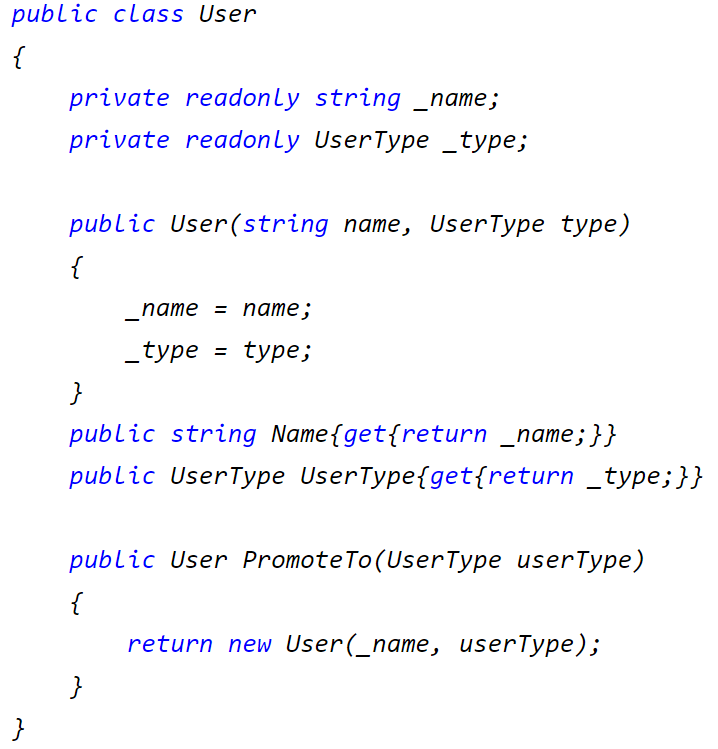 public class User
{
    private readonly string _name;
    private readonly UserType _type;

    public User(string name, UserType type)
    {
        _name = name;
        _type = type;
    }
    public string Name{get{return _name;}}
    public UserType UserType{get{return _type;}}

    public User PromoteTo(UserType userType)
    {
        return new User(_name, userType);
    }
}